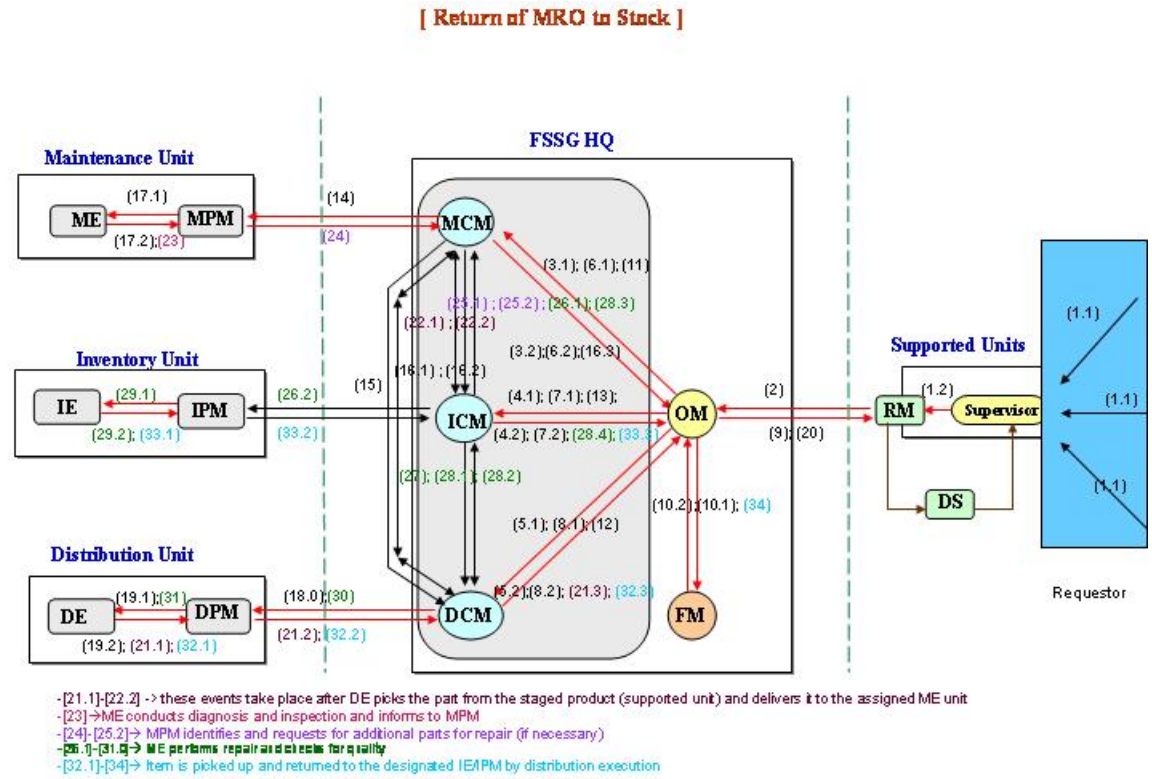 [ Return of MRO to Stock ]
FSSG HQ
Maintenance Unit
(17.1)
ME
MPM
(17.2);(23)
(14)
(24)
MCM
(3.1); (6.1); (11)
(25.1) ; (25.2) ; (26.1); (28.3)
(22.1) ; (22.2)
(3.2);(6.2);(16.3)
(16.1) ; (16.2)
(15)
Inventory Unit
(29.1)
IE
IPM
(29.2); (33.1)
(26.2)
(33.2)
ICM
(4.1); (7.1); (13);
(4.2); (7.2); (28.4); (33.3)
OM
(2)
(9); (20)
Supported Units
RM
(1.2)
Supervisor
DS
(1.1)
(1.1)
(1.1)
Requestor
(27); (28.1); (28.2)
(5.1); (8.1); (12)
(10.2);(10.1); (34)
(5.2);(8.2); (21.3); (32.3)
FM
Distribution Unit
(19.1);(31)
DE
DPM
(19.2); (21.1); (32.1)
(18.0);(30)
(21.2); (32.2)
DCM
-[21.1]-[22.2] -> these events take place after DE picks the part from the staged product (supported unit) and delivers it to the assigned ME unit
-[23]→ME conducts diagnosis and inspection and informs to MPM
-[24]-[25.2]→ MPM identifies and requests for additional parts for repair (if necessary)
→ ME performs repair and checks for quality
-[32.1]-[34]→ Item is picked up and returned to the designated IE/IPM by distribution execution